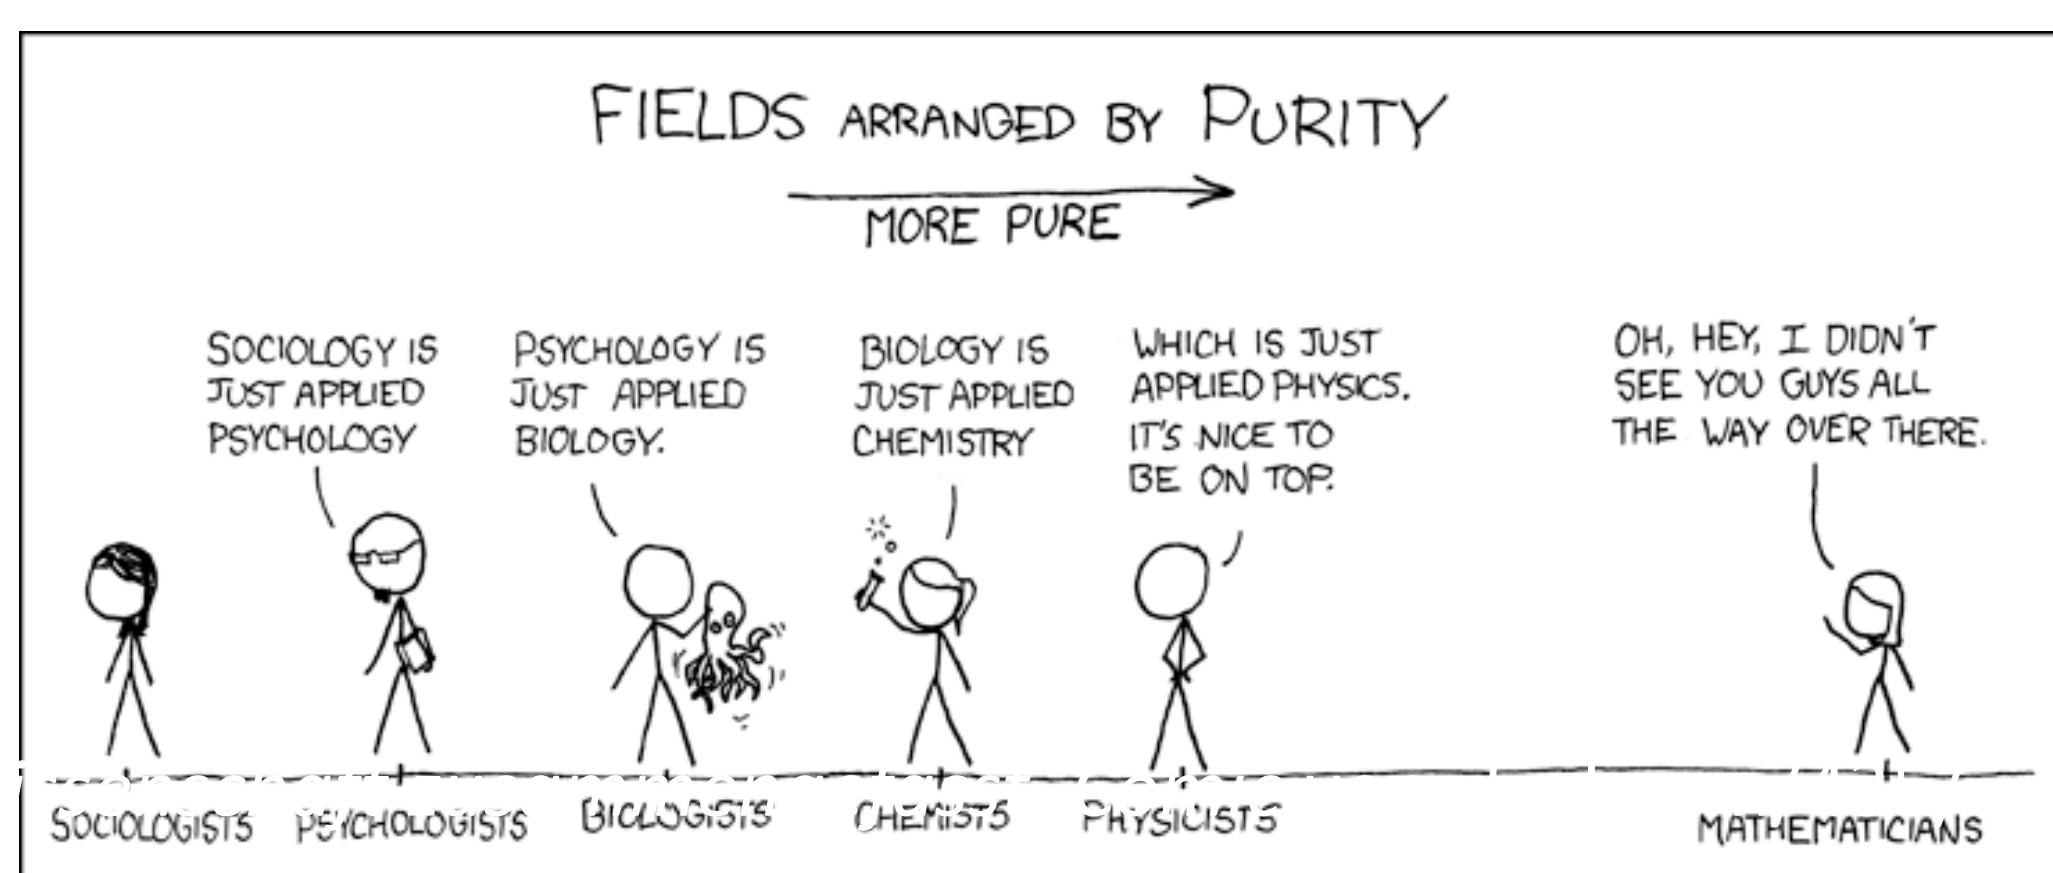 FIELDS ARRANGED BY PURITY
MORE PURE
SOCIOLOGY IS
JUST APPLIED
PSYCHOLOGY
PSYCHOLOGY IS
JUST APPLIED
BIOLOGY.
BIOLOGY IS
JUST APPLIED
CHEMISTRY
WHICH IS JUST
APPLIED PHYSICS.
IT'S NICE TO
BE ON TOP.
OH, HEY, I DIDN'T
SEE YOU GUYS ALL
THE WAY OVER THERE.
SOCIOLOGISTS PSYCHOLOGISTS BIOLOGISTS CHEMISTS PHYSICISTS MATHEMATICIANS